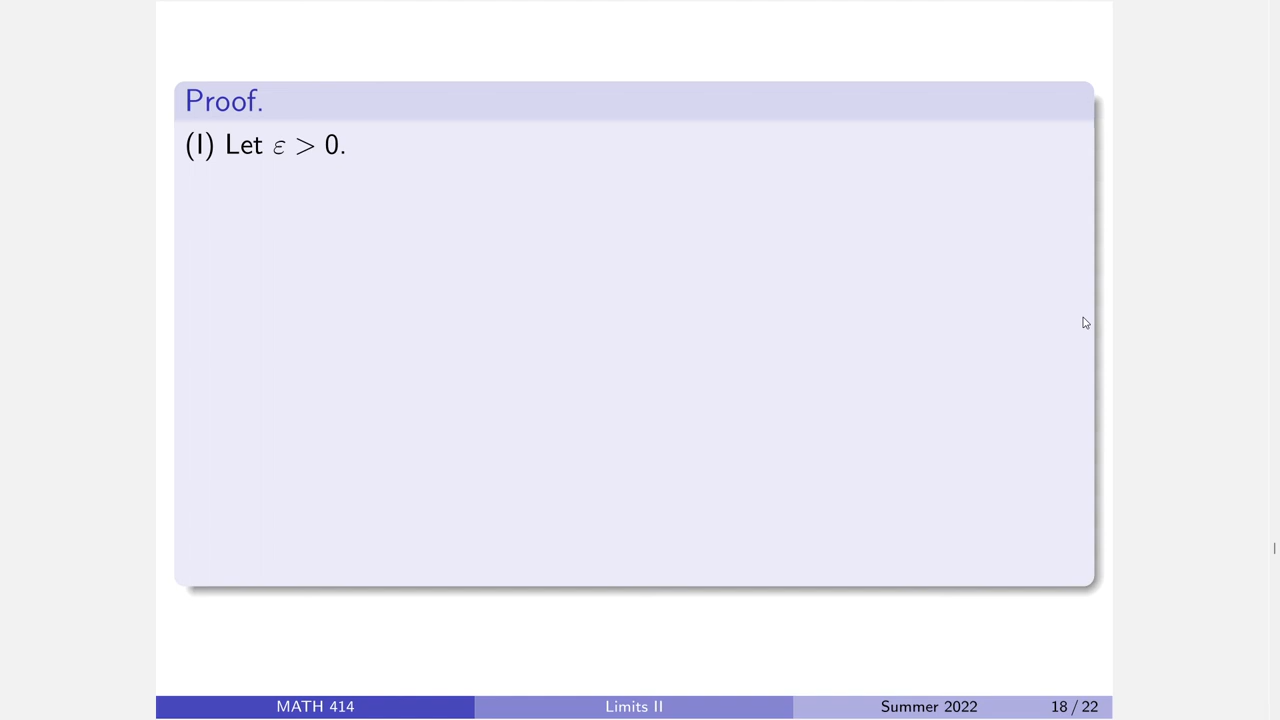 Proof.
(I) Let ε > 0.
MATH 414
Limits II
Summer 2022
18 / 22